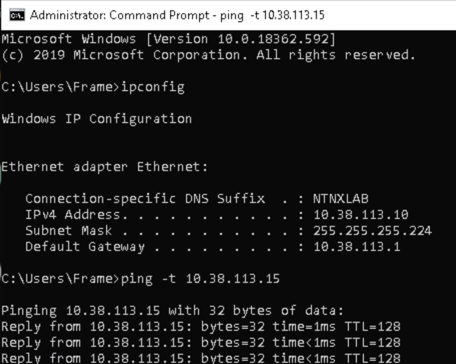 Administrator: Command Prompt - ping -t 10.38.113.15
Microsoft Windows [Version 10.0.18362.592]
(c) 2019 Microsoft Corporation. All rights reserved.
C:\Users\Frame>ipconfig
Windows IP Configuration
Ethernet adapter Ethernet:
Connection-specific DNS Suffix  . : NTNXLAB
IPv4 Address. . . . . . . . . . . : 10.38.113.10
Subnet Mask . . . . . . . . . . . : 255.255.255.224
Default Gateway . . . . . . . . . : 10.38.113.1
C:\Users\Frame>ping -t 10.38.113.15
Pinging 10.38.113.15 with 32 bytes of data:
Reply from 10.38.113.15: bytes=32 time=1ms TTL=128
Reply from 10.38.113.15: bytes=32 time<1ms TTL=128
Reply from 10.38.113.15: bytes=32 time<1ms TTL=128